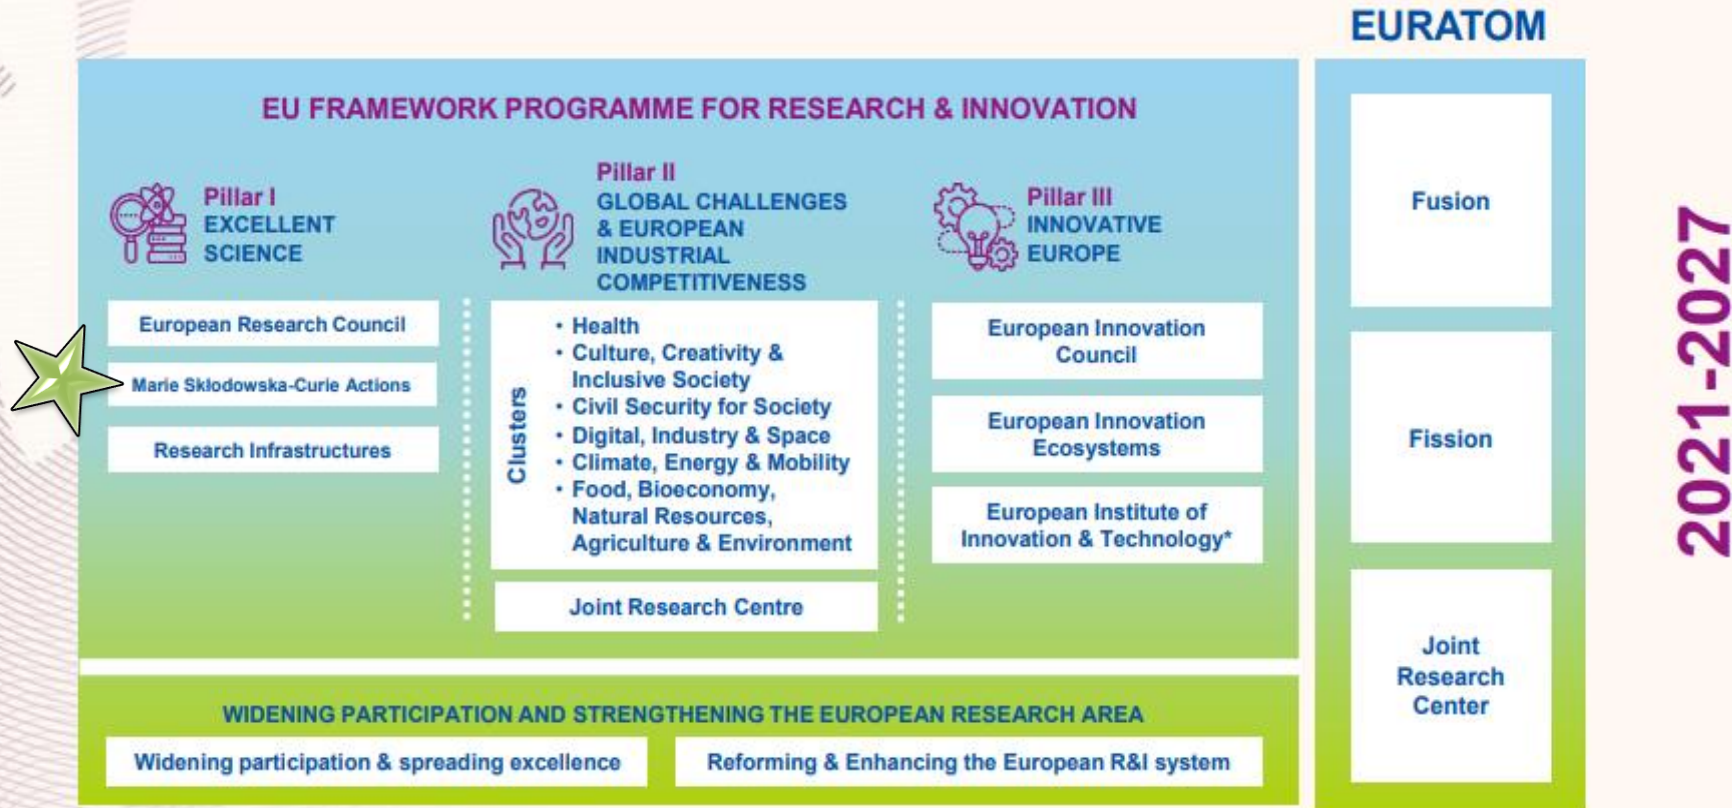 EURATOM
EU FRAMEWORK PROGRAMME FOR RESEARCH & INNOVATION
Pillar I
EXCELLENT
SCIENCE
European Research Council
Marie Skłodowska-Curie Actions
Research Infrastructures
Pillar II
GLOBAL CHALLENGES
& EUROPEAN
INDUSTRIAL
COMPETITIVENESS
Clusters
• Health
• Culture, Creativity &
Inclusive Society
• Civil Security for Society
• Digital, Industry & Space
• Climate, Energy & Mobility
• Food, Bioeconomy,
Natural Resources,
Agriculture & Environment
Joint Research Centre
Pillar III
INNOVATIVE
EUROPE
European Innovation
Council
European Innovation
Ecosystems
European Institute of
Innovation & Technology*
WIDENING PARTICIPATION AND STRENGTHENING THE EUROPEAN RESEARCH AREA
Widening participation & spreading excellence
Reforming & Enhancing the European R&I system
Fusion
Fission
Joint
Research
Center
2021-2027